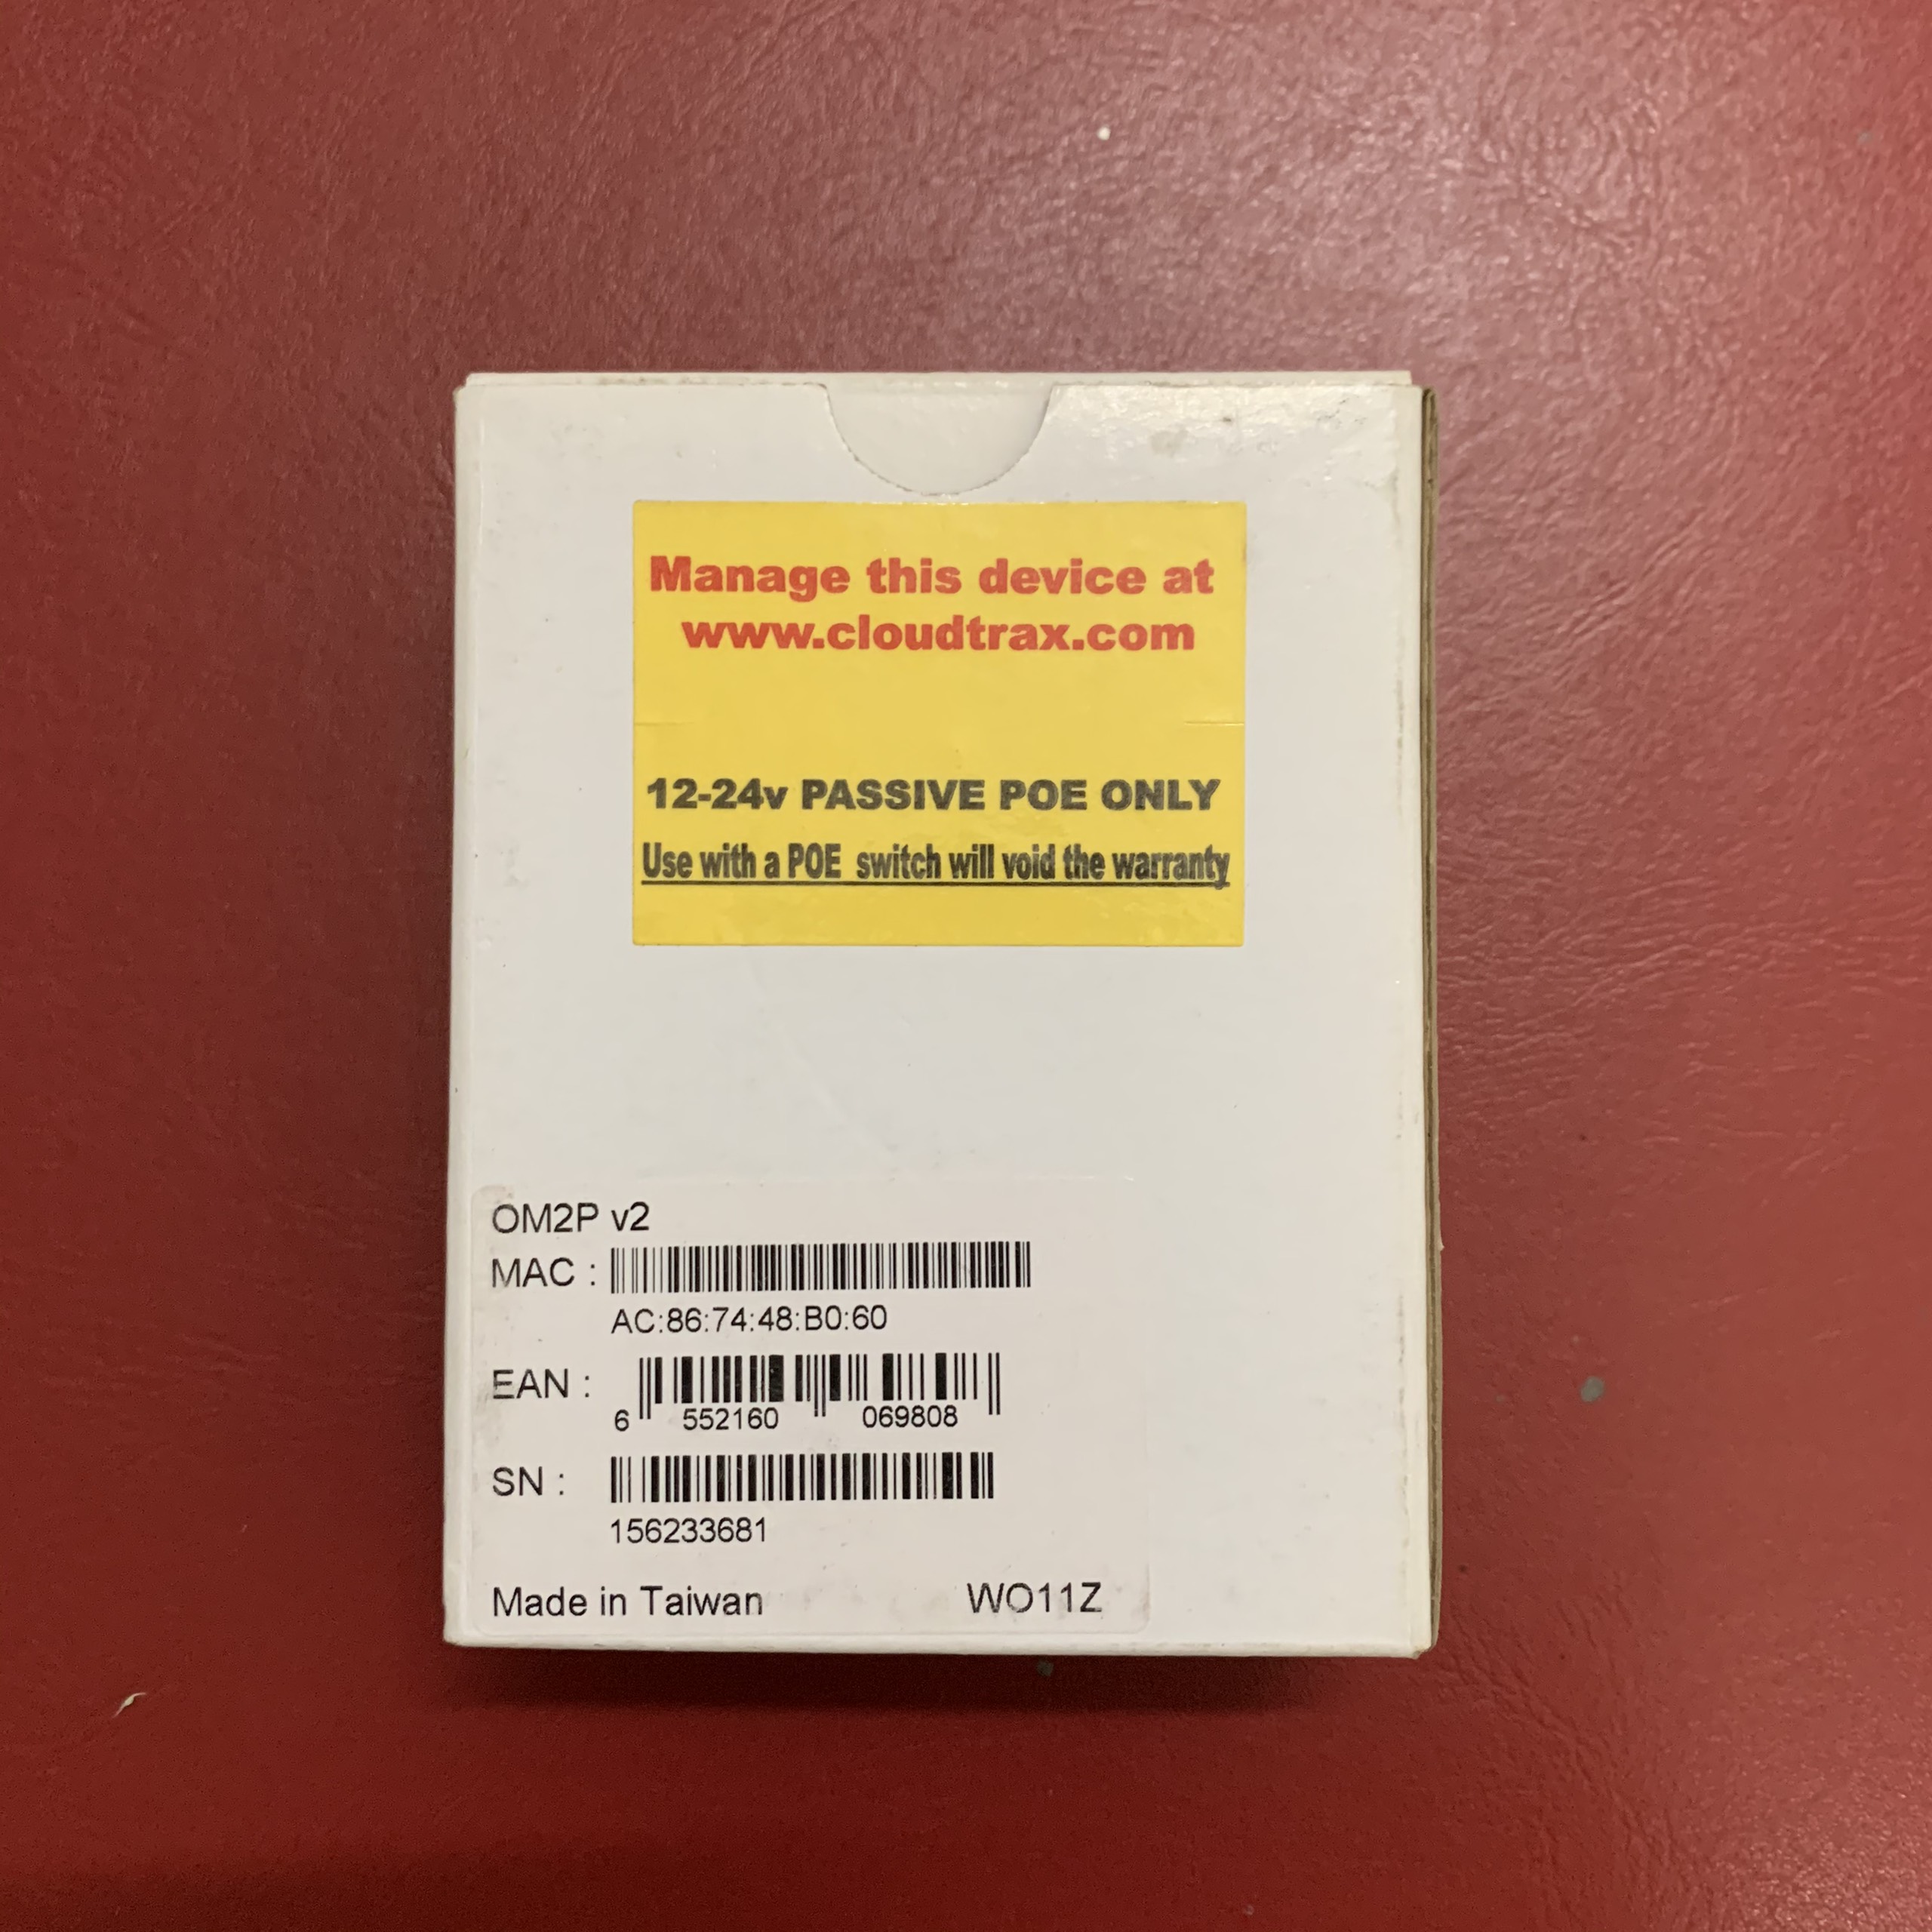 Manage this device at
www.cloudtrax.com
12-24v PASSIVE POE ONLY
Use with a POE switch will void the warranty
OM2P v2
MAC :
AC:86:74:48:B0:60
EAN :
6 552160 069808
SN :
156233681
Made in Taiwan WO11Z